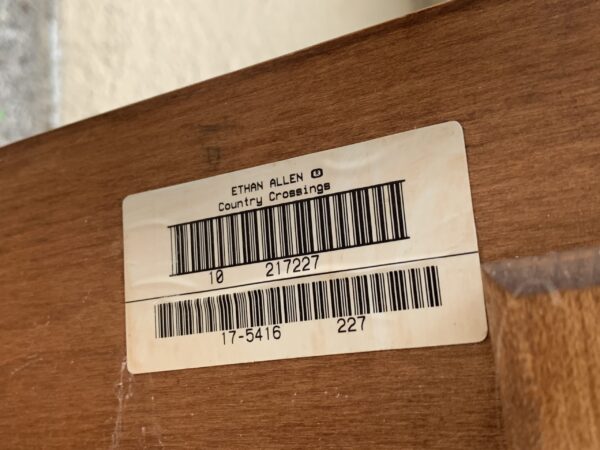 ETHAN ALLEN
Country Crossings
10 217227
17-5416 227